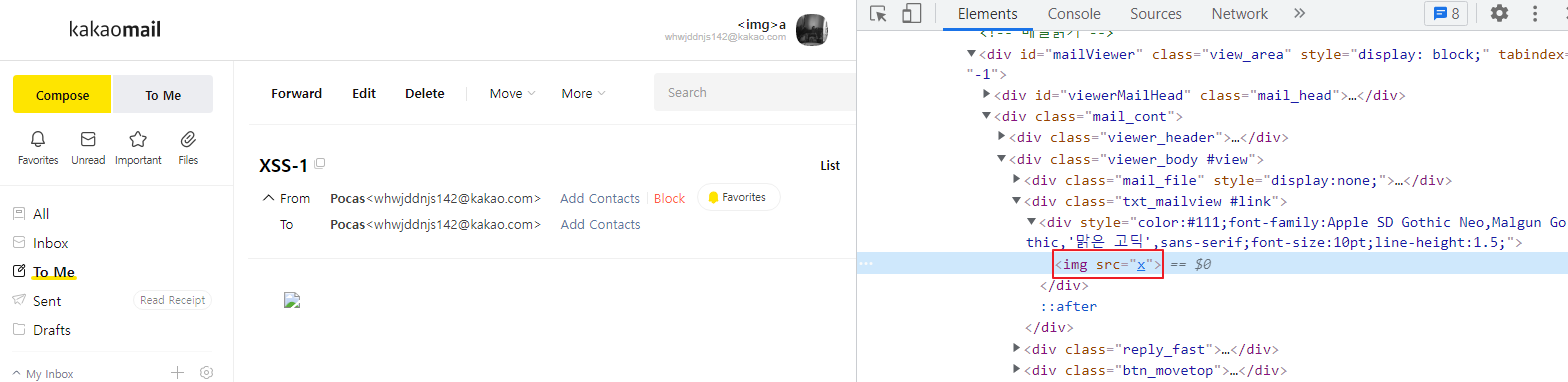 kakaomail
<img>a
whwjddnjs142@kakao.com
Compose
To Me
Favorites
Unread
Important
Files
All
Inbox
To Me
Sent
Read Receipt
Drafts
My Inbox
Forward
Edit
Delete
Move
More
Search
XSS-1
List
From
Pocas<whwjddnjs142@kakao.com>
Add Contacts
Block
Favorites
To
Pocas<whwjddnjs142@kakao.com>
Add Contacts
Elements
Console
Sources
Network
8
<div id="mailViewer" class="view_area" style="display: block;" tabindex=
"-1">
<div id="viewerMailHead" class="mail_head">…</div>
<div class="mail_cont">
<div class="viewer_header">…</div>
<div class="viewer_body #view">
<div class="mail_file" style="display:none;">…</div>
<div class="txt_mailview #link">
<div style="color:#111;font-family:Apple SD Gothic Neo,Malgun Go
thic,'맑은 고딕',sans-serif;font-size:10pt;line-height:1.5;">
<img src="x"> == $0
</div>
::after
</div>
<div class="reply_fast">…</div>
<div class="btn_movetop">…</div>